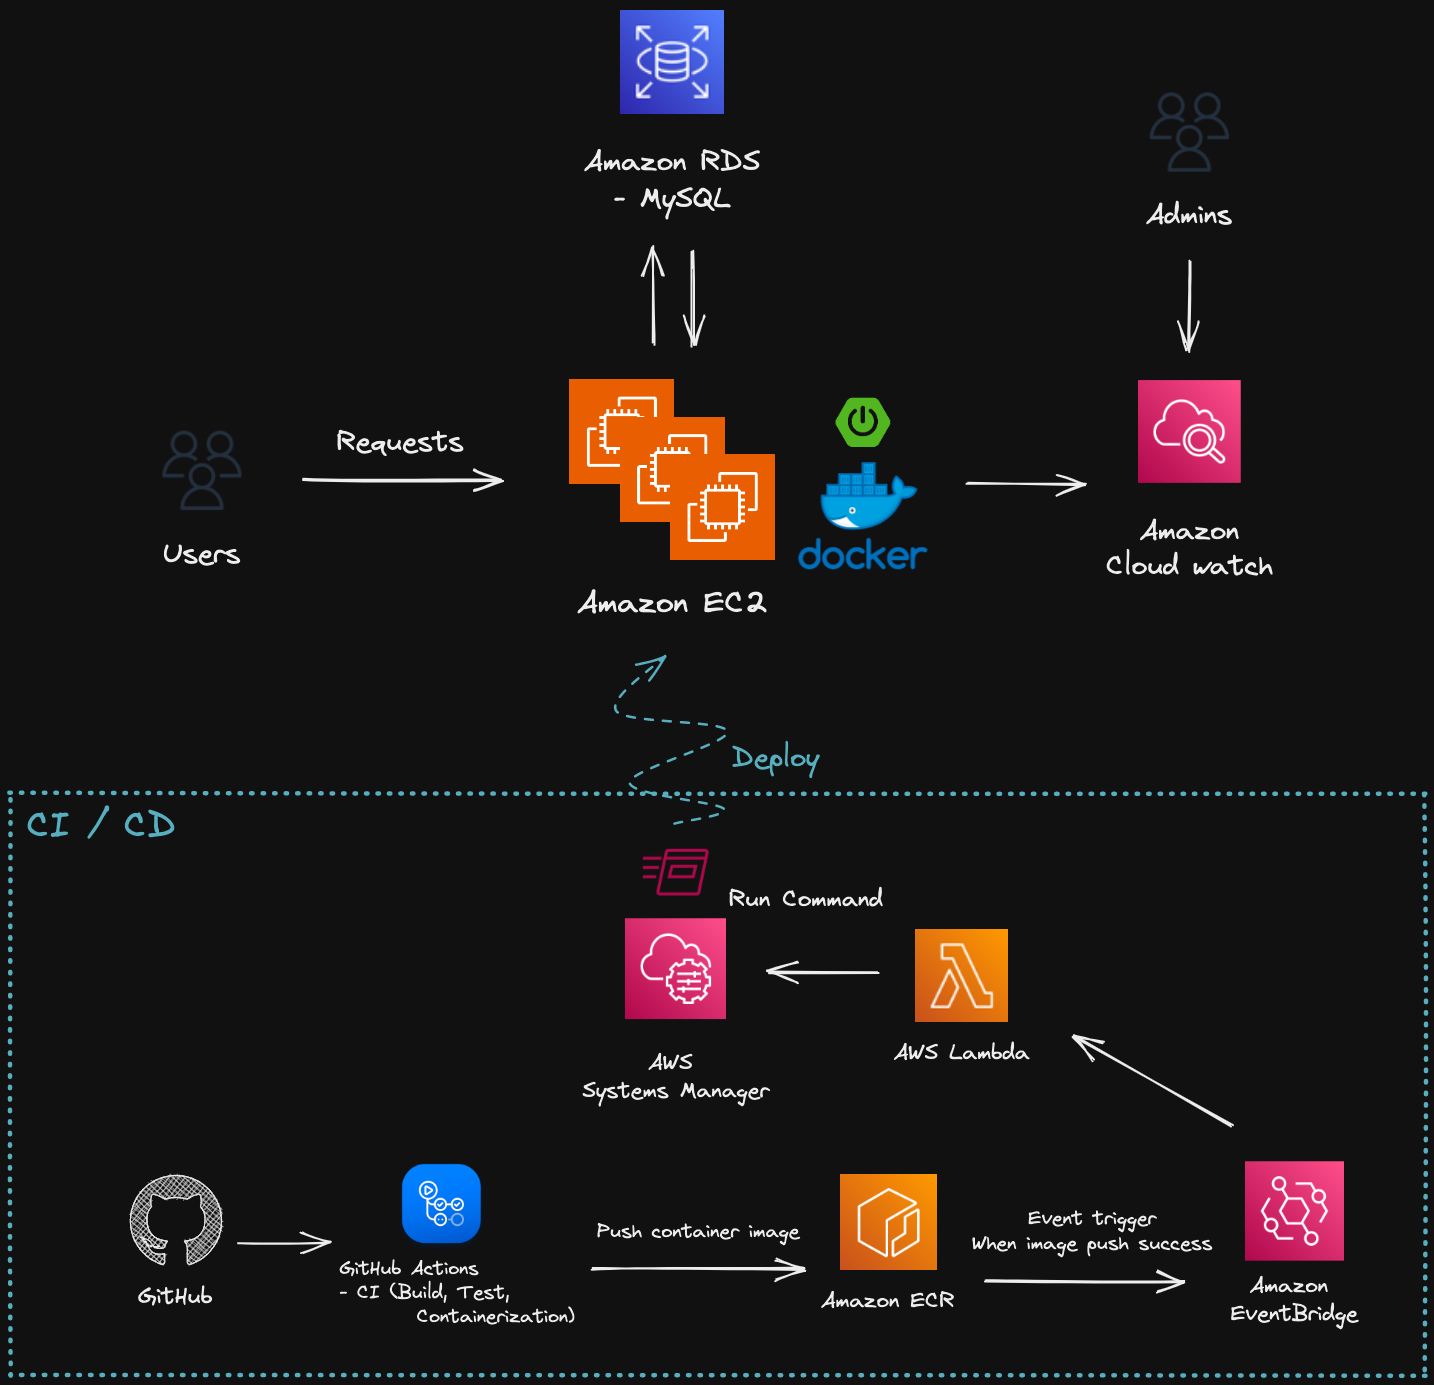 Amazon RDS
- MySQL
Admins
Requests
Users
docker
Amazon EC2
Amazon
Cloud watch
Deploy
CI / CD
Run Command
AWS
Systems Manager
AWS Lambda
GitHub
GitHub Actions
- CI (Build, Test,
Containerization)
Push container image
Amazon ECR
Event trigger
When image push success
Amazon
EventBridge